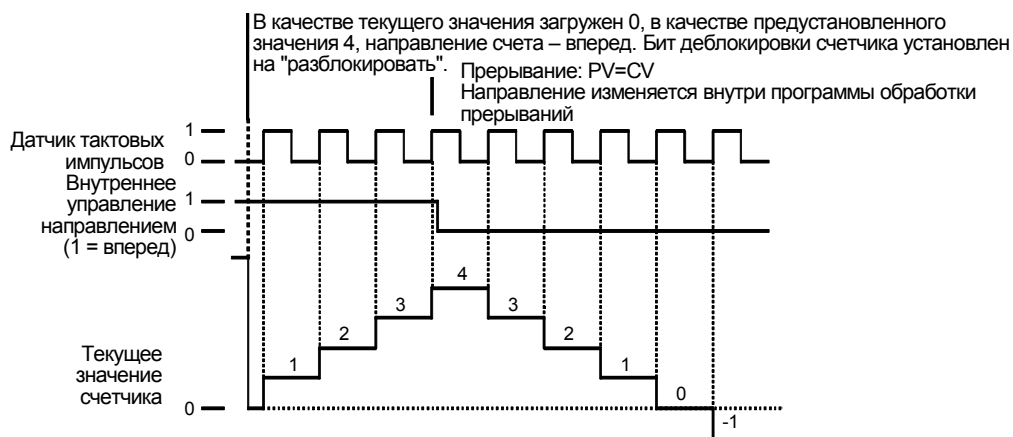 В качестве текущего значения загружен 0, в качестве предустановленного
значения 4, направление счета – вперед. Бит деблокировки счетчика установлен
на "разблокировать".
Прерывание: PV=CV
Направление изменяется внутри программы обработки
прерываний
Датчик тактовых
импульсов
1
0
Внутреннее
управление
направлением
(1 = вперед)
1
0
4
3
3
2
2
1
1
0
-1
Текущее
значение
счетчика
0